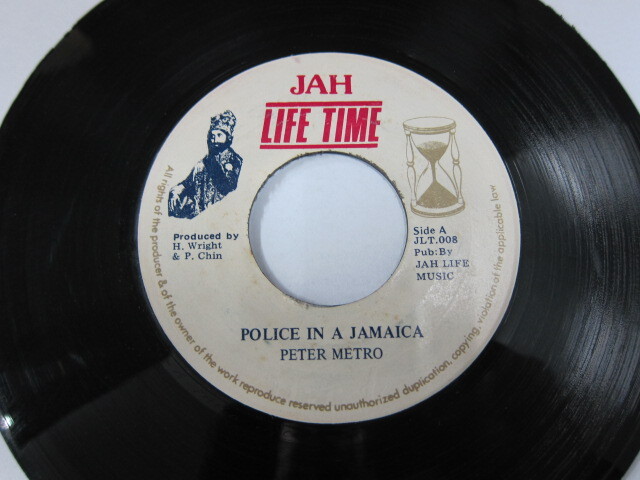 JAH
LIFE TIME
Produced by
H. Wright
& P. Chin
Side A
JLT.008
Pub:By
JAH LIFE
MUSIC
POLICE IN A JAMAICA
PETER METRO
All rights of the producer & of the owner of the work reproduce reserved unauthorized duplication, copying, violation of the applicable law